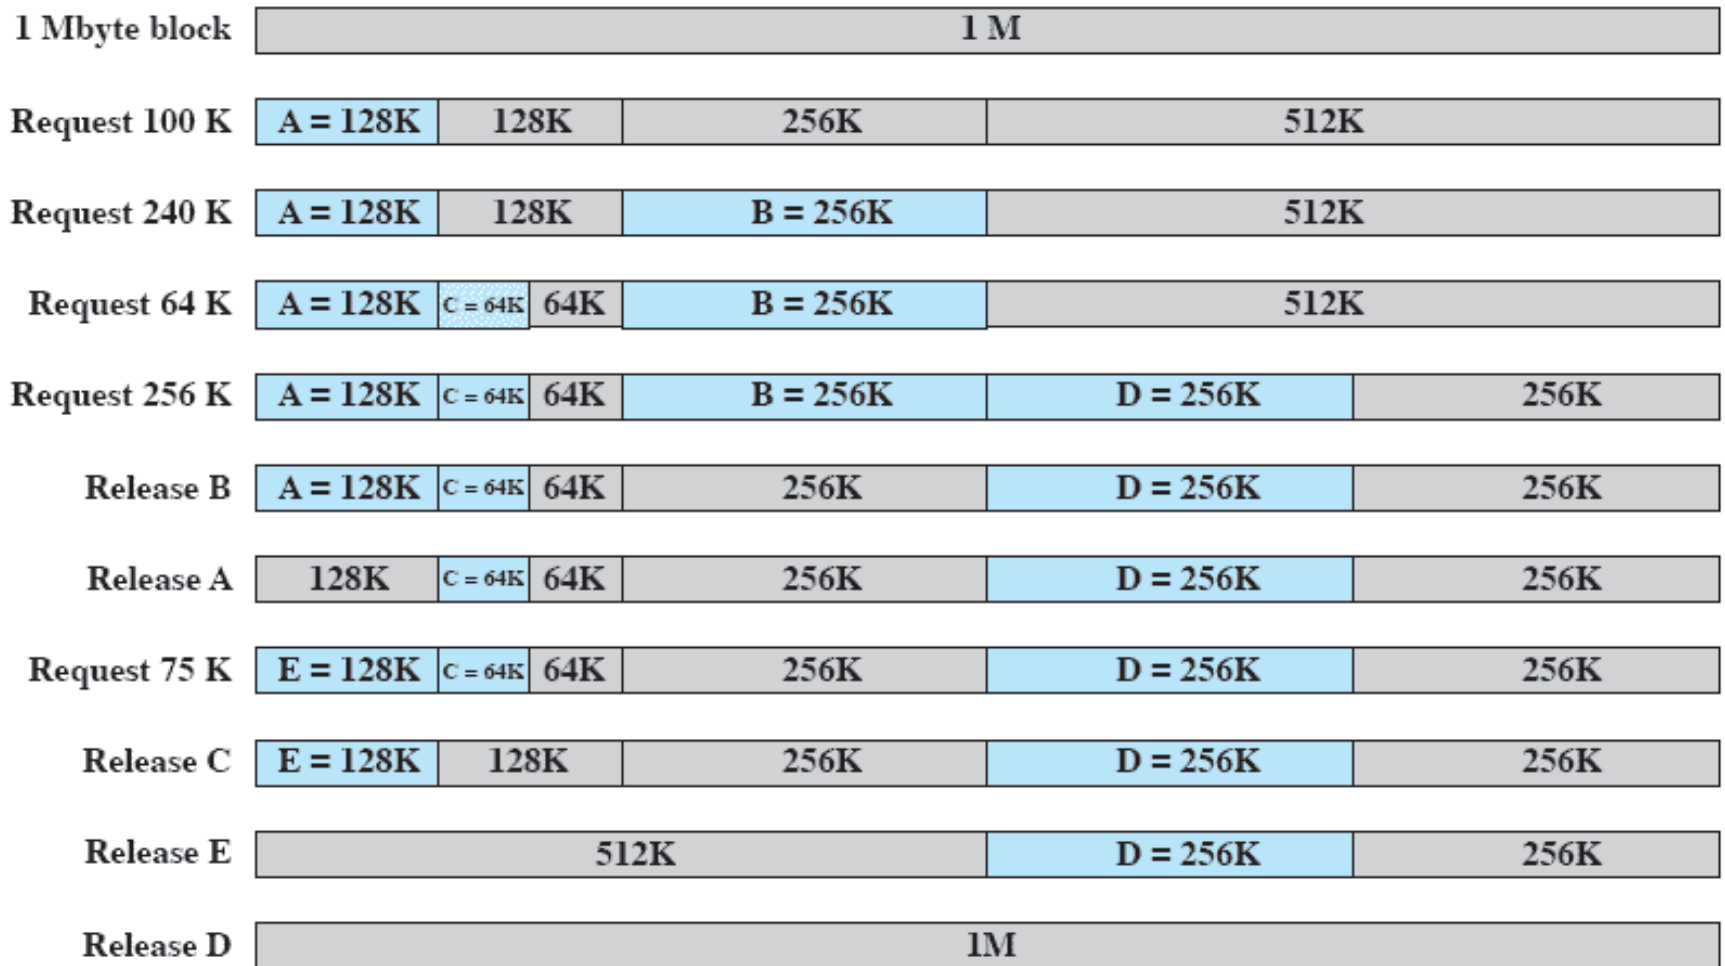 1 Mbyte block 1 M
Request 100 K A = 128K 128K 256K 512K
Request 240 K A = 128K 128K B = 256K 512K
Request 64 K A = 128K C = 64K 64K B = 256K 512K
Request 256 K A = 128K C = 64K 64K B = 256K D = 256K 256K
Release B A = 128K C = 64K 64K 256K D = 256K 256K
Release A 128K C = 64K 64K 256K D = 256K 256K
Request 75 K E = 128K C = 64K 64K 256K D = 256K 256K
Release C E = 128K 128K 256K D = 256K 256K
Release E 512K D = 256K 256K
Release D 1M